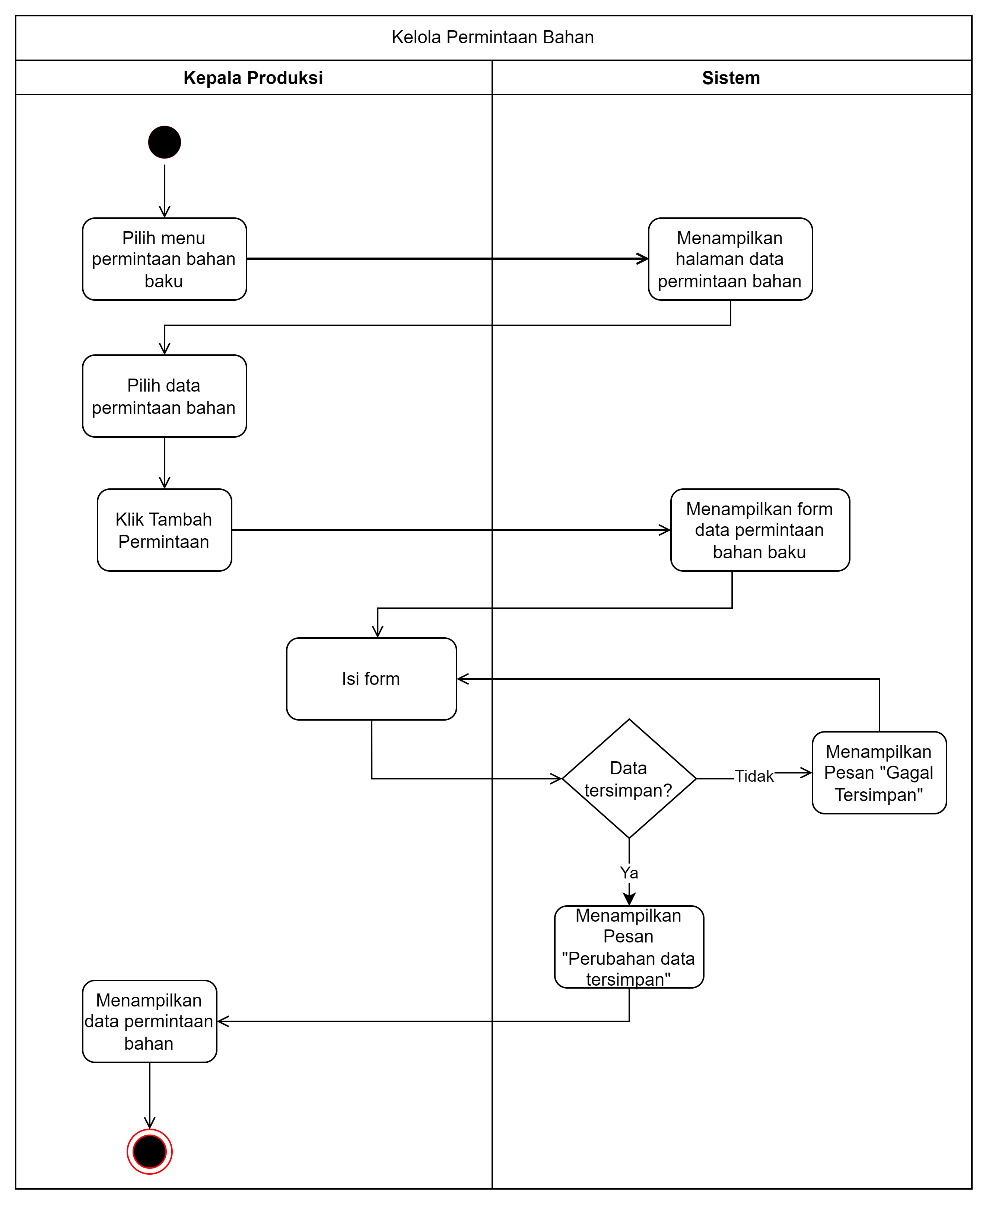 Kelola Permintaan Bahan
Kepala Produksi
Sistem
Pilih menu
permintaan bahan
baku
Menampilkan
halaman data
permintaan bahan
Pilih data
permintaan bahan
Klik Tambah
Permintaan
Menampilkan form
data permintaan
bahan baku
Isi form
Data
tersimpan?
Tidak
Menampilkan
Pesan "Gagal
Tersimpan"
Ya
Menampilkan
Pesan
"Perubahan data
tersimpan"
Menampilkan
data permintaan
bahan